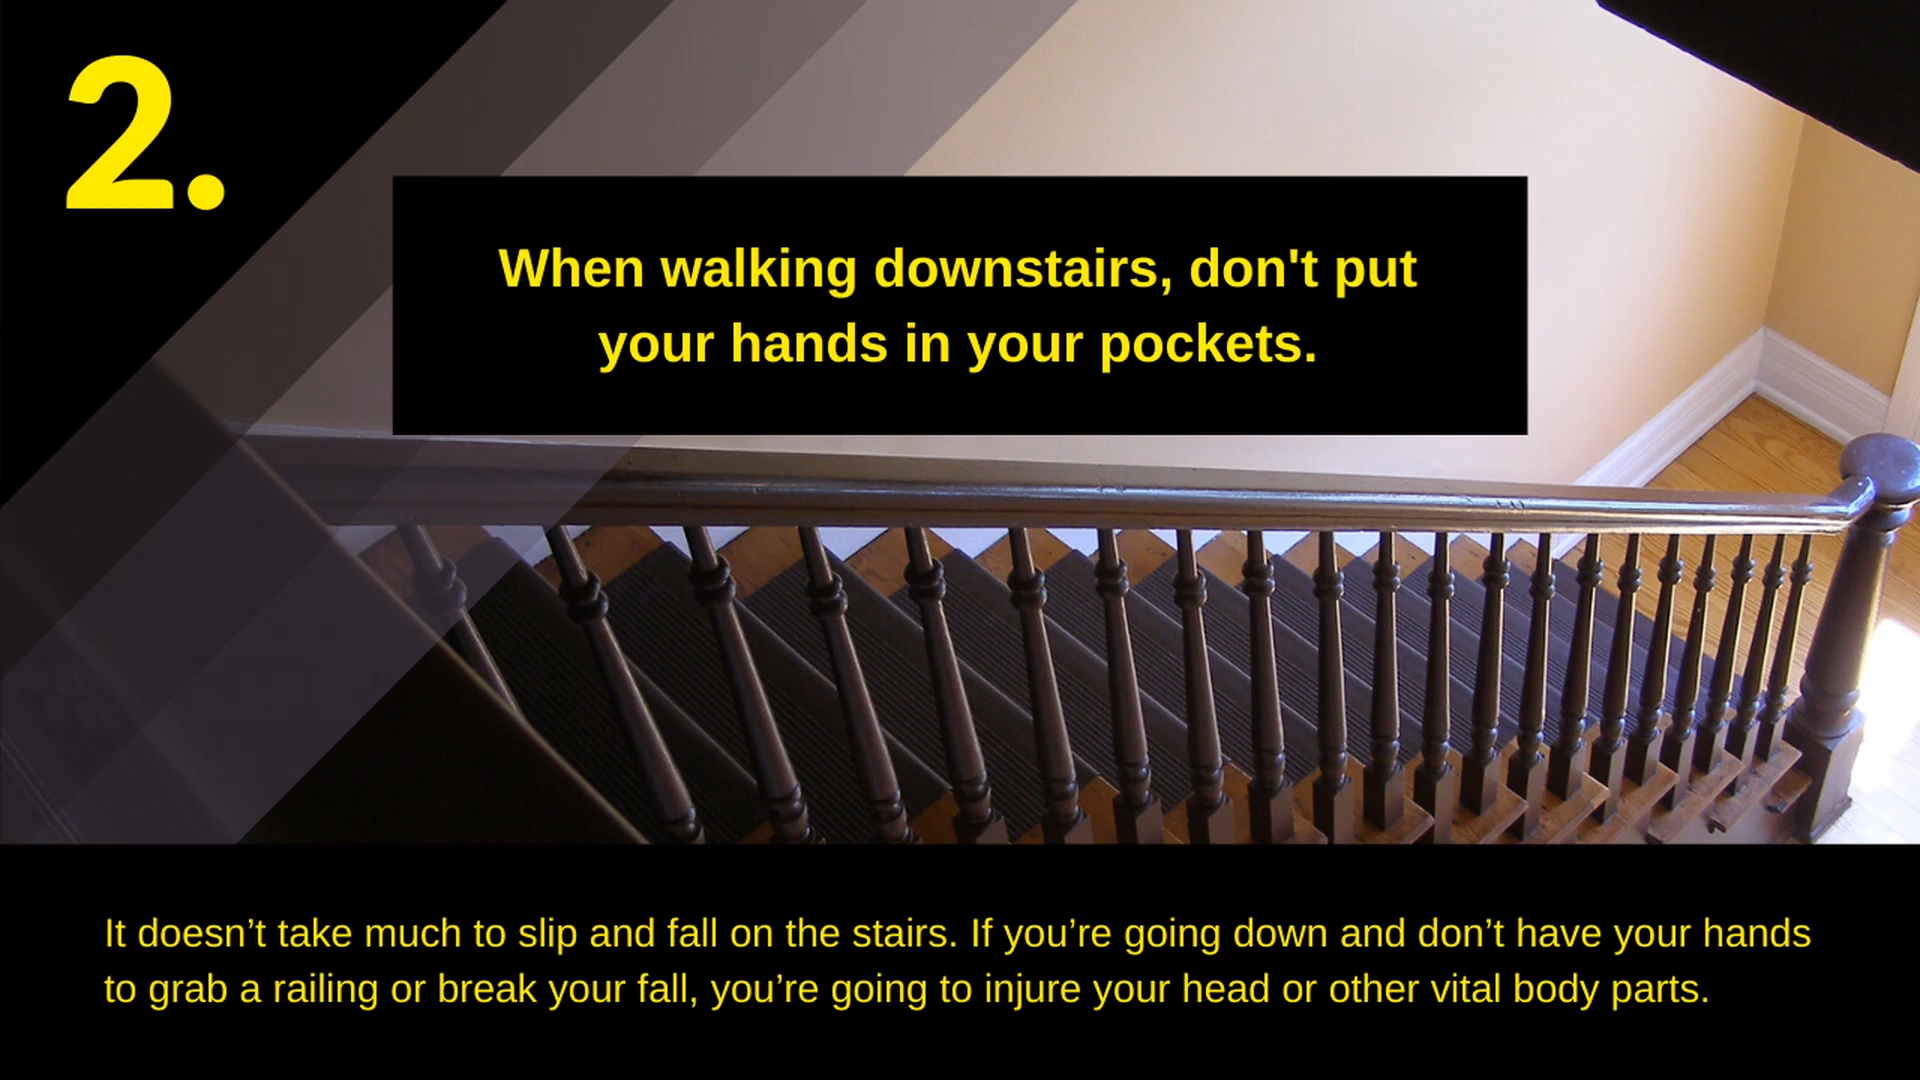 2.
When walking downstairs, don't put
your hands in your pockets.
It doesn’t take much to slip and fall on the stairs. If you’re going down and don’t have your hands
to grab a railing or break your fall, you’re going to injure your head or other vital body parts.